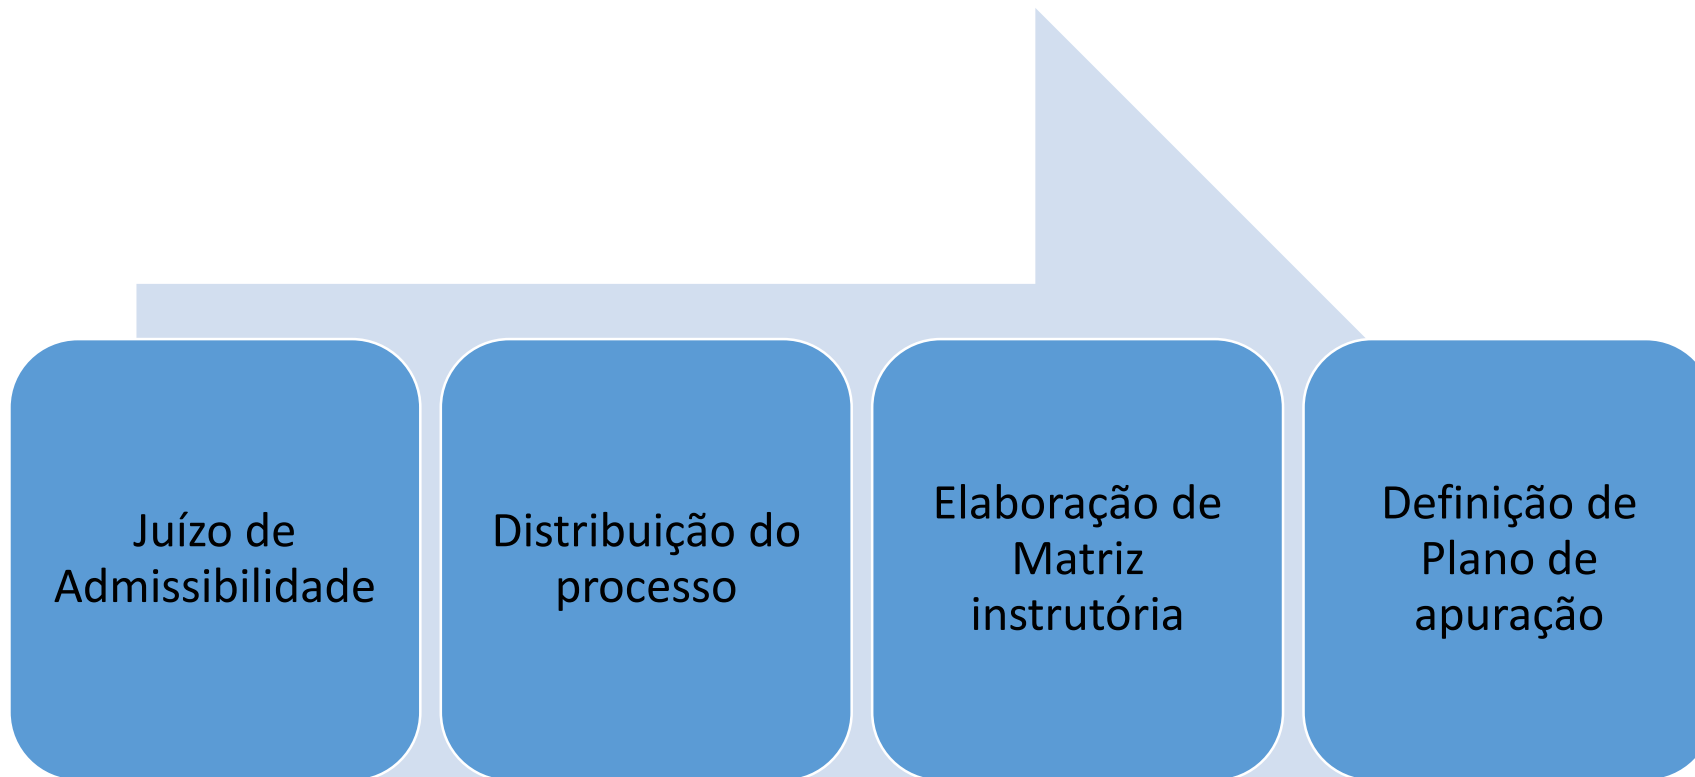 Juízo de
Admissibilidade
Distribuição do
processo
Elaboração de
Matriz
instrutória
Definição de
Plano de
apuração